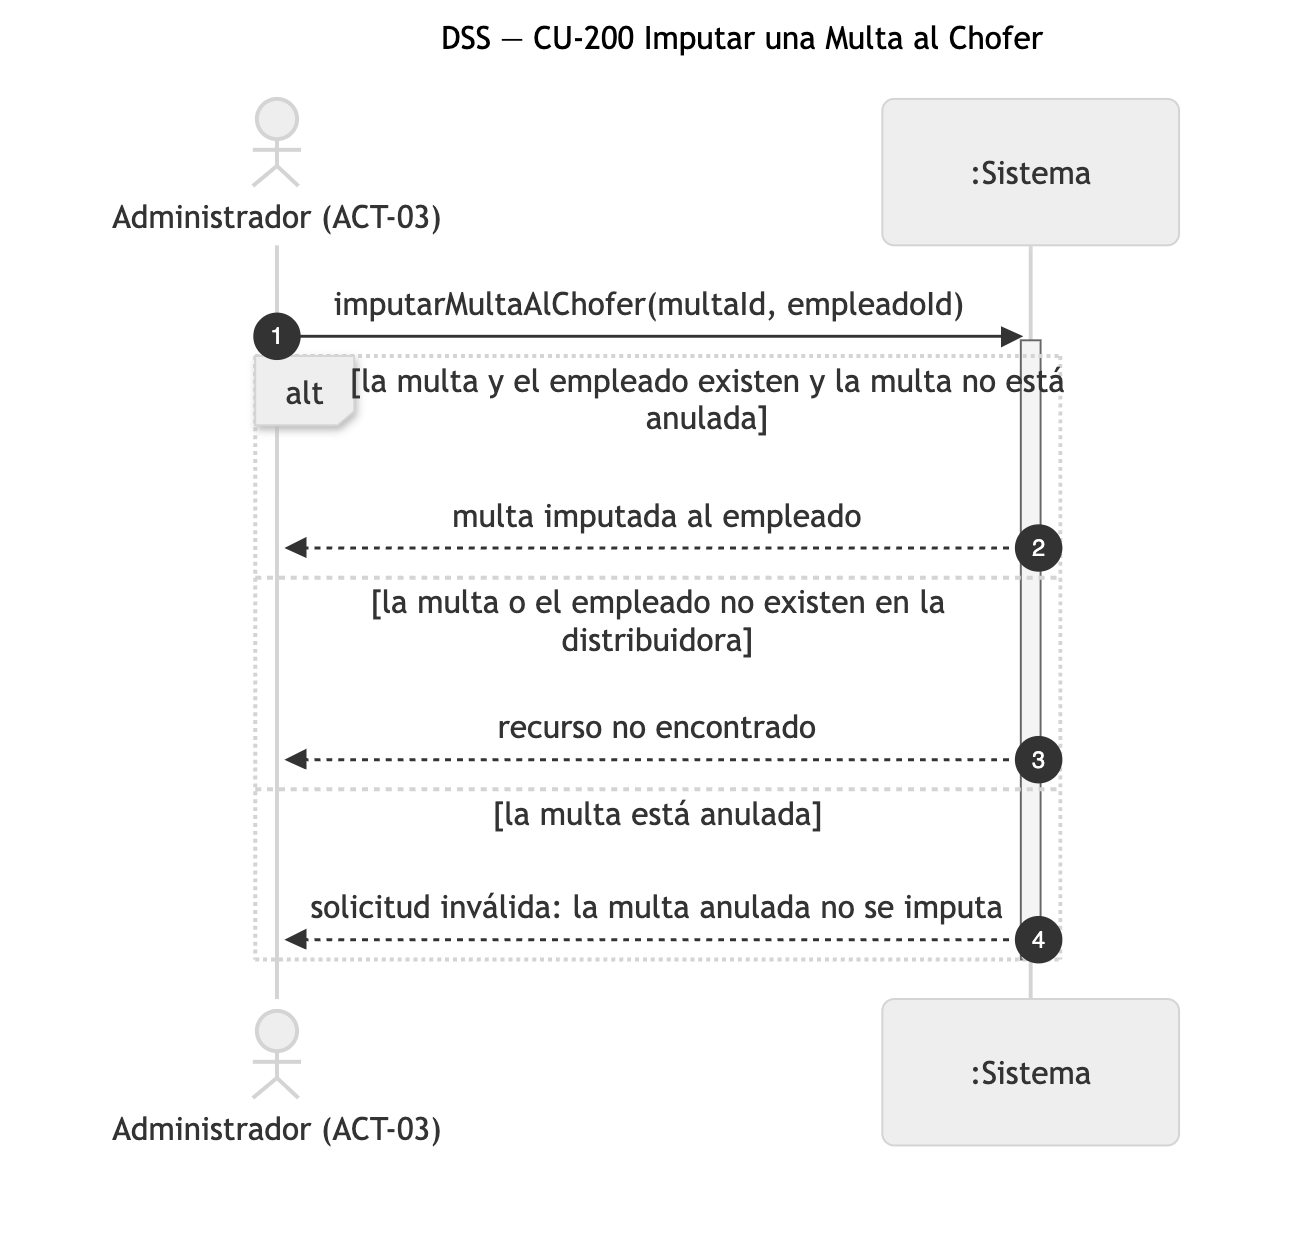 DSS — CU-200 Imputar una Multa al Chofer
Administrador (ACT-03)
:Sistema
imputarMultaAlChofer(multaId, empleadoId)
1
alt
[la multa y el empleado existen y la multa no está
anulada]
multa imputada al empleado
2
[la multa o el empleado no existen en la
distribuidora]
recurso no encontrado
3
[la multa está anulada]
solicitud inválida: la multa anulada no se imputa
4
Administrador (ACT-03)
:Sistema